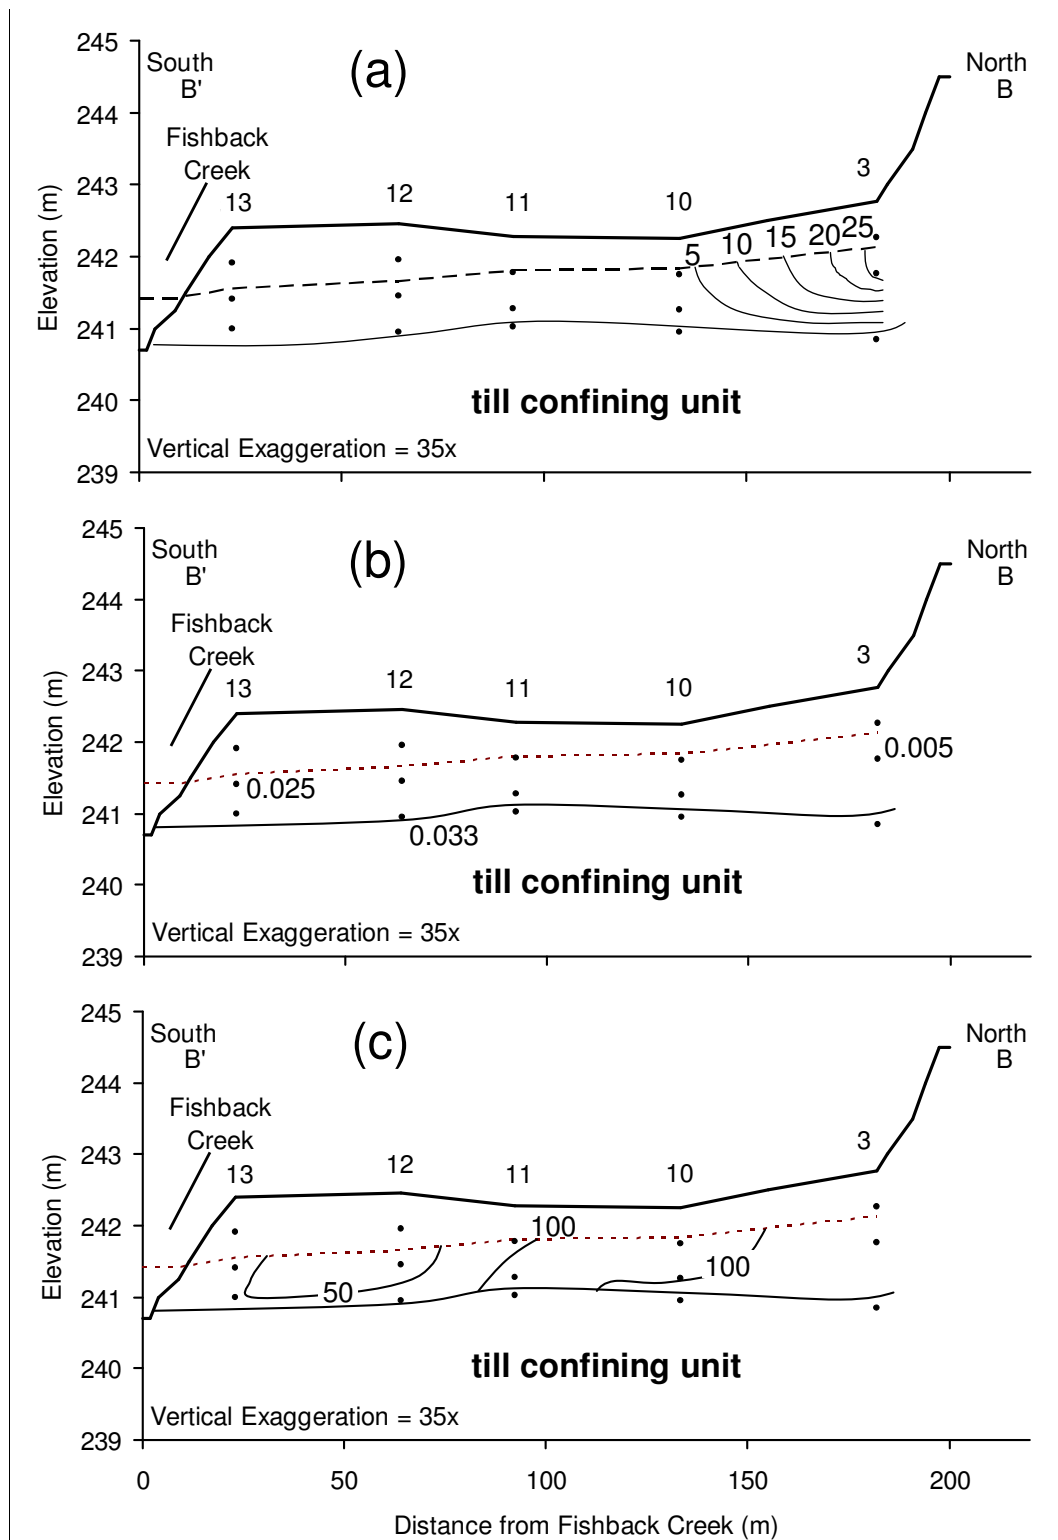 245
South
B'
(a)
North
B
244
Fishback
Creek
243
13
12
11
10
3
242
5
10
15
20
25
Elevation (m)
241
240
till confining unit
Vertical Exaggeration = 35x
239
245
South
B'
(b)
North
B
244
Fishback
Creek
243
13
12
11
10
3
242
0.005
0.025
Elevation (m)
241
0.033
240
till confining unit
Vertical Exaggeration = 35x
239
245
South
B'
(c)
North
B
244
Fishback
Creek
243
13
12
11
10
3
242
100
100
50
Elevation (m)
241
240
till confining unit
Vertical Exaggeration = 35x
239
0
50
100
150
200
Distance from Fishback Creek (m)